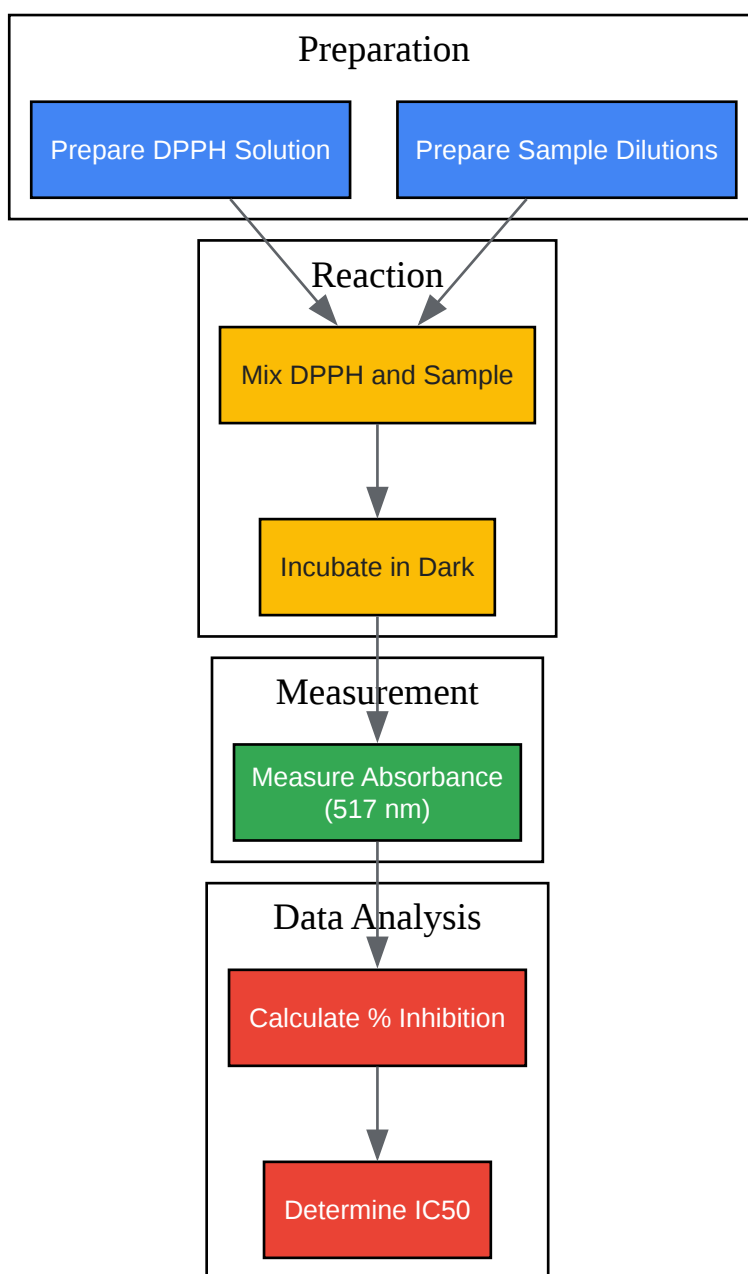 Preparation
Prepare DPPH Solution
Prepare Sample Dilutions
Reaction
Mix DPPH and Sample
Incubate in Dark
Measurement
Measure Absorbance
(517 nm)
Data Analysis
Calculate % Inhibition
Determine IC50